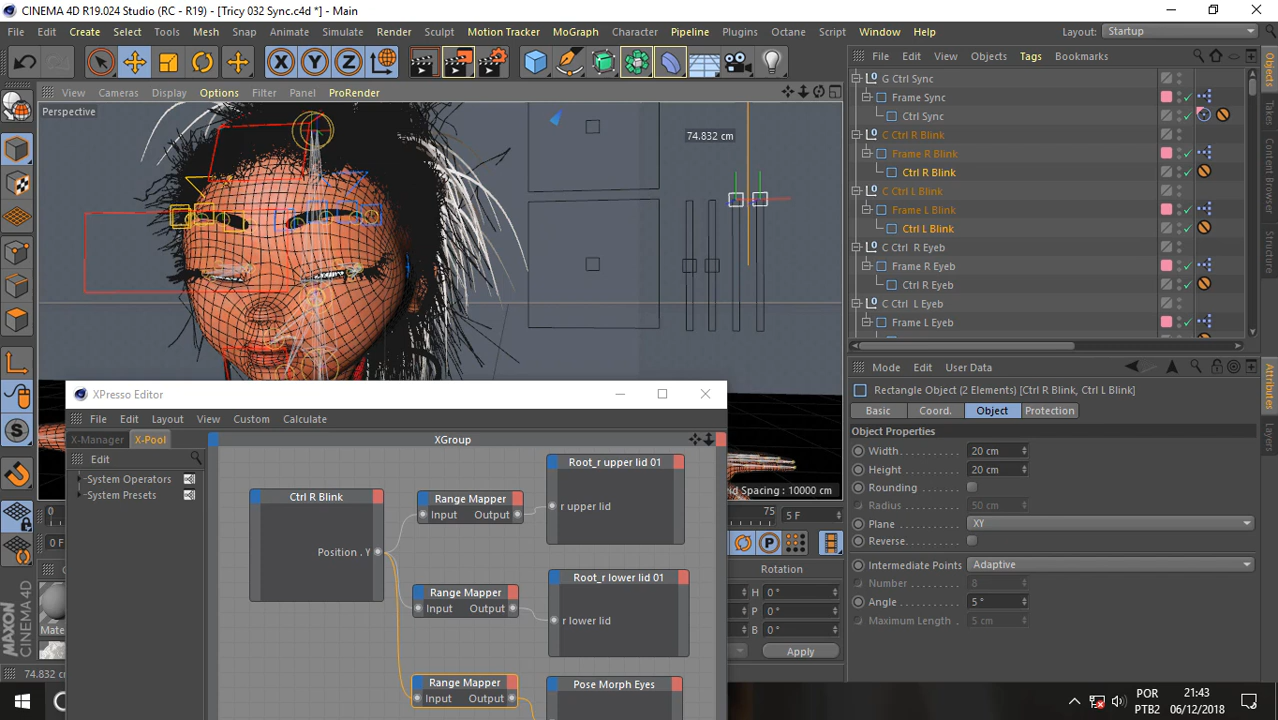 CINEMA 4D R19.024 Studio (RC - R19) - [Tricy 032 Sync.c4d *] - Main
File Edit Create Select Tools Mesh Snap Animate Simulate Render Sculpt Motion Tracker MoGraph Character Pipeline Plugins Octane Script Window Help Layout: Startup
View Cameras Display Options Filter Panel ProRender
Perspective
74.832 cm
File Edit View Objects Tags Bookmarks
G Ctrl Sync
Frame Sync
Ctrl Sync
C Ctrl R Blink
Frame R Blink
Ctrl R Blink
C Ctrl L Blink
Frame L Blink
Ctrl L Blink
C Ctrl R Eyeb
Frame R Eyeb
Ctrl R Eyeb
C Ctrl L Eyeb
Frame L Eyeb
Objects
Takes
Content Browser
Structure
Mode Edit User Data
Rectangle Object (2 Elements) [Ctrl R Blink, Ctrl L Blink]
Basic Coord. Object Protection
Object Properties
Width 20 cm
Height 20 cm
Rounding
Radius 50 cm
Plane XY
Reverse
Intermediate Points Adaptive
Number 8
Angle 5 °
Maximum Length 5 cm
Attributes
Layers
XPresso Editor
File Edit Layout View Custom Calculate
X-Manager X-Pool
XGroup
Edit
System Operators
System Presets
Ctrl R Blink
Position . Y
Range Mapper
Input Output
Root_r upper lid 01
r upper lid
Range Mapper
Input Output
Root_r lower lid 01
r lower lid
Range Mapper
Input Output
Pose Morph Eyes
id Spacing : 10000 cm
0
75
5 F
0 F
Rotation
H 0 °
P 0 °
B 0 °
Apply
Mate
MAXON
CINEMA 4D
74.832 cm
POR
PTB2
21:43
06/12/2018